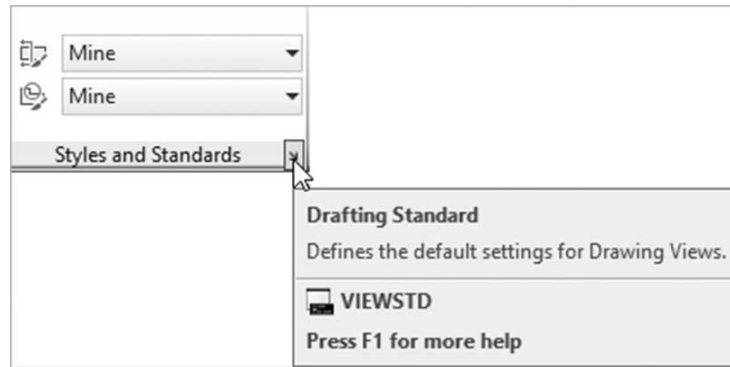 Mine
Mine
Styles and Standards
Drafting Standard
Defines the default settings for Drawing Views.
VIEWSTD
Press F1 for more help